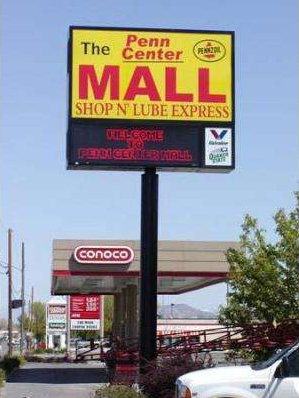 The Penn
Center
PENNZOIL
MALL
SHOP N' LUBE EXPRESS
WELCOME
TO
PENN CENTER MALL
Valvoline
QUAKER
STATE
conoco